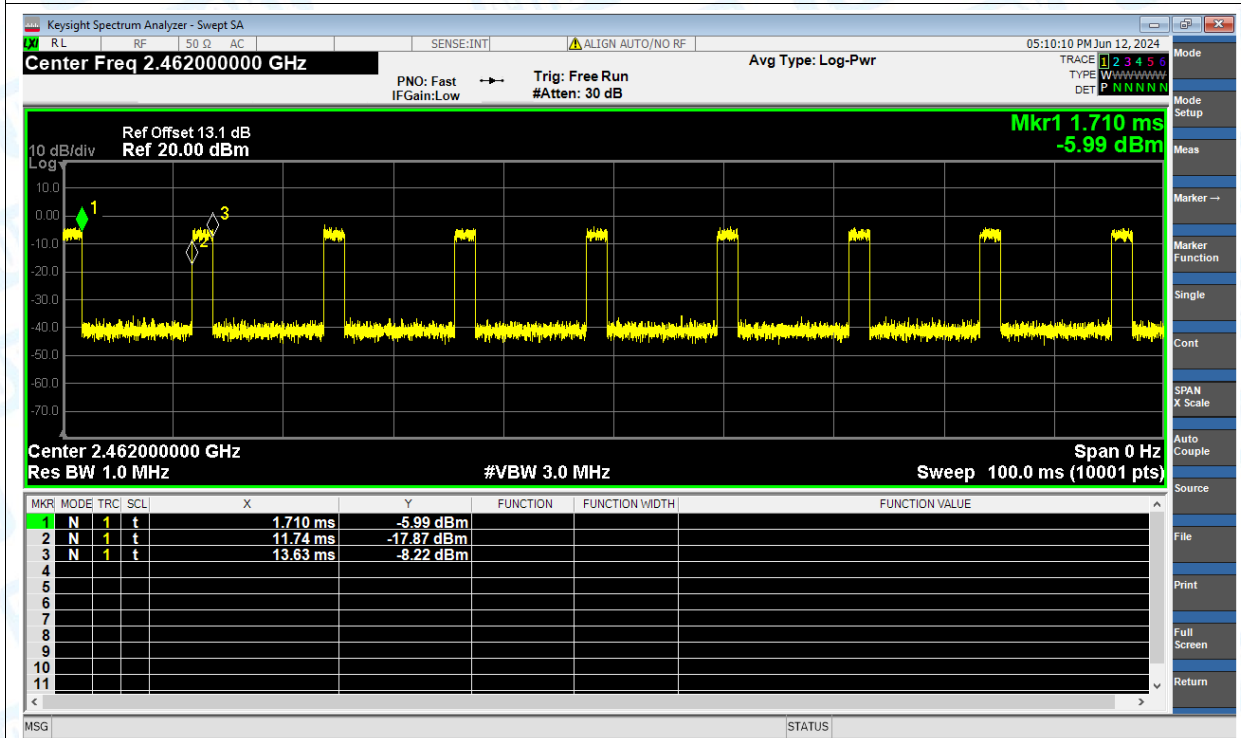 Keysight Spectrum Analyzer - Swept SA
LXI RL RF 50 Ω AC SENSE:INT ALIGN AUTO/NO RF 05:10:10 PM Jun 12, 2024
Center Freq 2.462000000 GHz
PNO: Fast
IFGain:Low
Trig: Free Run
#Atten: 30 dB
Avg Type: Log-Pwr
TRACE 1 2 3 4 5 6
TYPE WWWWWWW
DET P N N N N N
Ref Offset 13.1 dB
10 dB/div Ref 20.00 dBm
Log
Mkr1 1.710 ms
-5.99 dBm
10.0
0.00
-10.0
-20.0
-30.0
-40.0
-50.0
-60.0
-70.0
1
2
3
Center 2.462000000 GHz Span 0 Hz
Res BW 1.0 MHz #VBW 3.0 MHz Sweep 100.0 ms (10001 pts)
MKR MODE TRC SCL X Y FUNCTION FUNCTION WIDTH FUNCTION VALUE
1 N 1 t 1.710 ms -5.99 dBm
2 N 1 t 11.74 ms -17.87 dBm
3 N 1 t 13.63 ms -8.22 dBm
4
5
6
7
8
9
10
11
MSG STATUS
Mode
Mode
Setup
Meas
Marker →
Marker
Function
Single
Cont
SPAN
X Scale
Auto
Couple
Source
File
Print
Full
Screen
Return